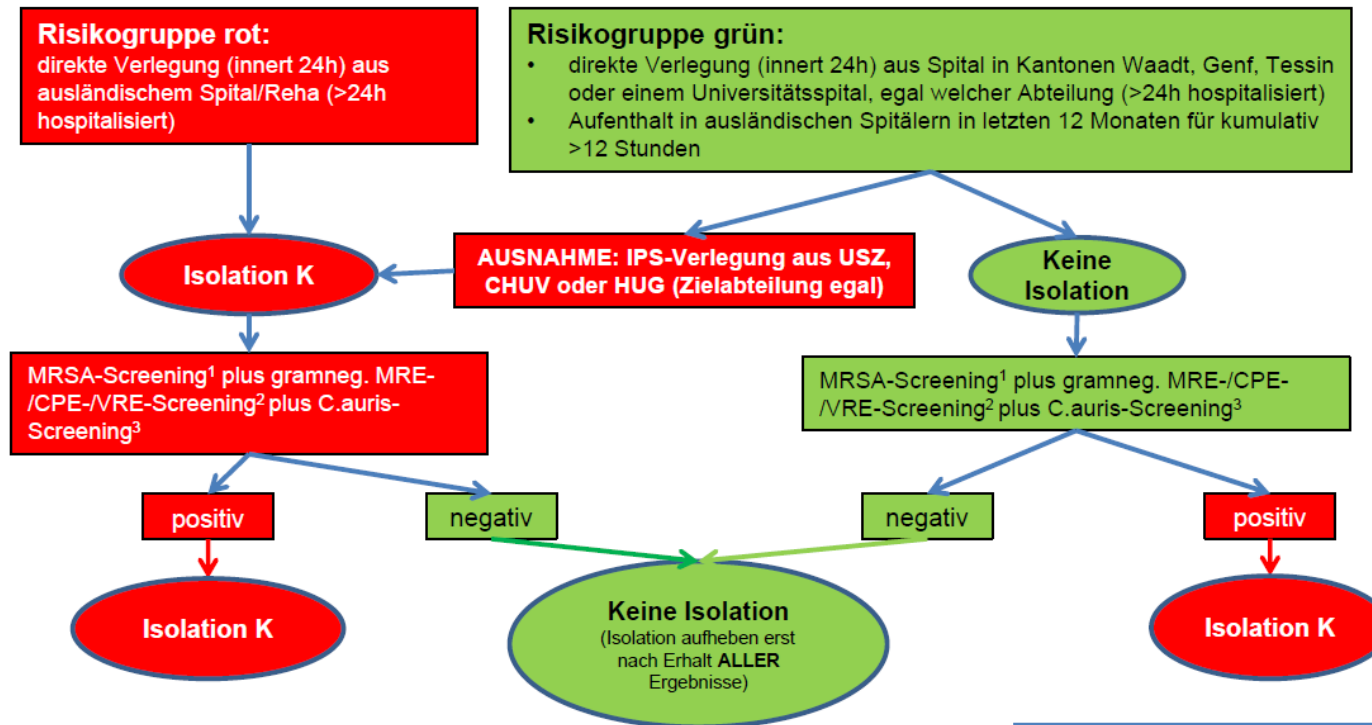 Risikogruppe rot:
direkte Verlegung (innert 24h) aus
ausländischem Spital/Reha (>24h
hospitalisiert)
Risikogruppe grün:
• direkte Verlegung (innert 24h) aus Spital in Kantonen Waadt, Genf, Tessin
oder einem Universitätsspital, egal welcher Abteilung (>24h hospitalisiert)
• Aufenthalt in ausländischen Spitälern in letzten 12 Monaten für kumulativ
>12 Stunden
Isolation K
AUSNAHME: IPS-Verlegung aus USZ,
CHUV oder HUG (Zielabteilung egal)
Keine
Isolation
MRSA-Screening¹ plus gramneg. MRE-
/CPE-/VRE-Screening² plus C.auris-
Screening³
MRSA-Screening¹ plus gramneg. MRE-/CPE-
/VRE-Screening² plus C.auris-Screening³
positiv
negativ
negativ
positiv
Isolation K
Keine Isolation
(Isolation aufheben erst
nach Erhalt ALLER
Ergebnisse)
Isolation K